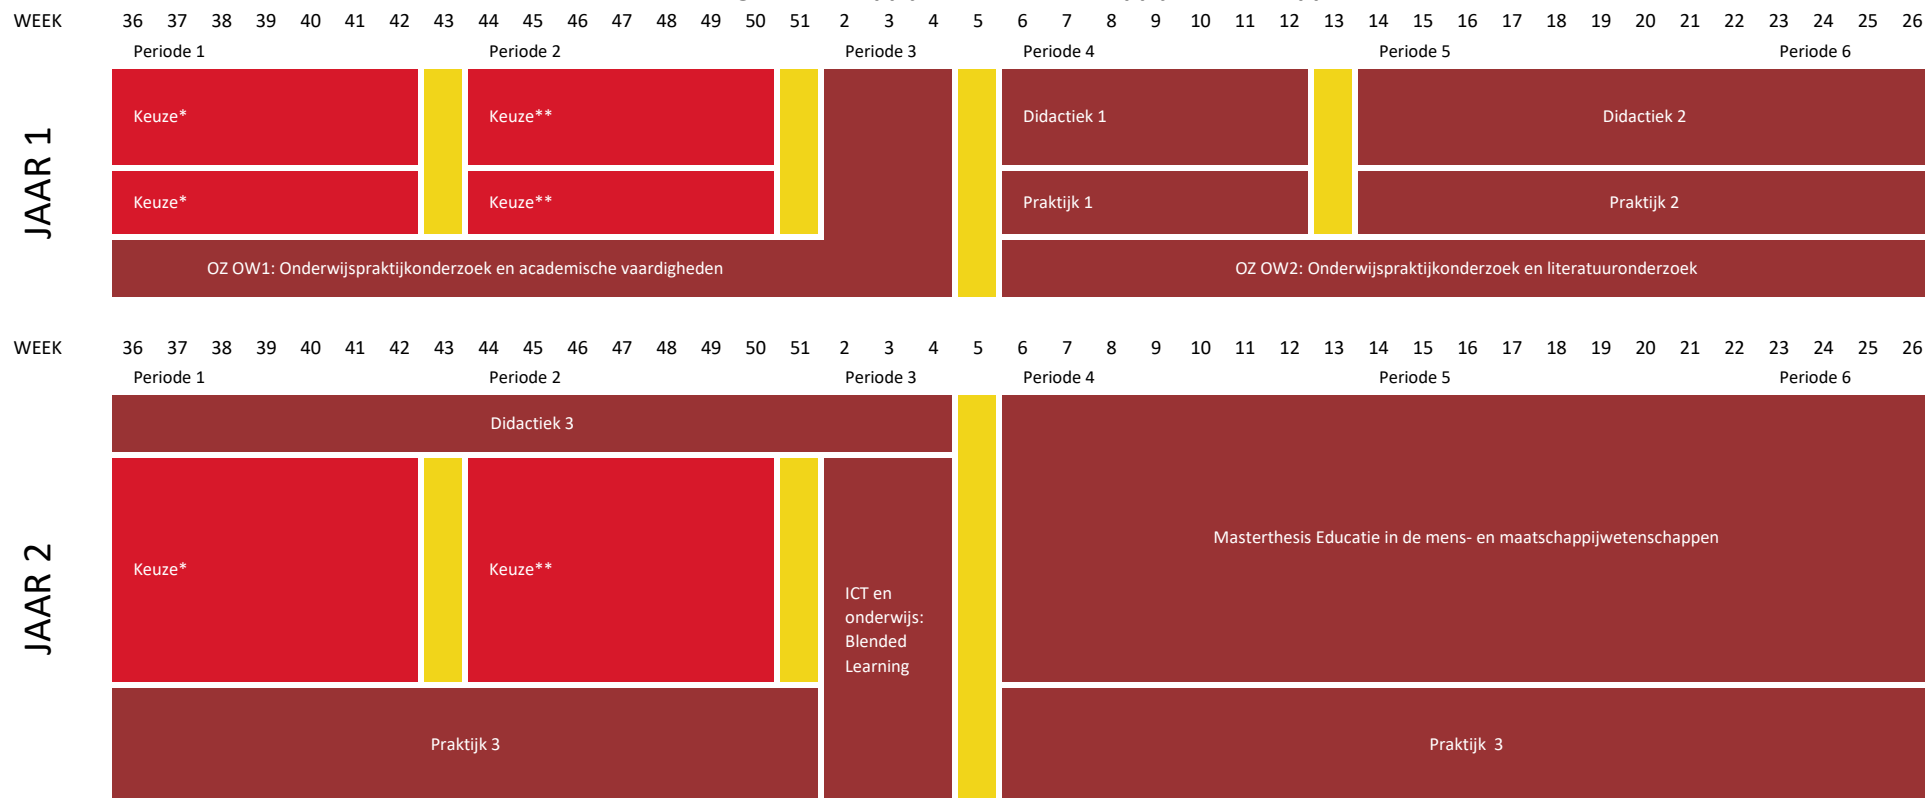 WEEK 36 37 38 39 40 41 42 43 44 45 46 47 48 49 50 51 2 3 4 5 6 7 8 9 10 11 12 13 14 15 16 17 18 19 20 21 22 23 24 25 26
Periode 1 Periode 2 Periode 3 Periode 4 Periode 5 Periode 6
JAAR 1
Keuze* Keuze** Didactiek 1 Didactiek 2
Keuze* Keuze** Praktijk 1 Praktijk 2
OZ OW1: Onderwijspraktijkonderzoek en academische vaardigheden OZ OW2: Onderwijspraktijkonderzoek en literatuuronderzoek
WEEK 36 37 38 39 40 41 42 43 44 45 46 47 48 49 50 51 2 3 4 5 6 7 8 9 10 11 12 13 14 15 16 17 18 19 20 21 22 23 24 25 26
Periode 1 Periode 2 Periode 3 Periode 4 Periode 5 Periode 6
JAAR 2
Didactiek 3
Masterthesis Educatie in de mens- en maatschappijwetenschappen
Keuze* Keuze**
ICT en
onderwijs:
Blended
Learning
Praktijk 3 Praktijk 3